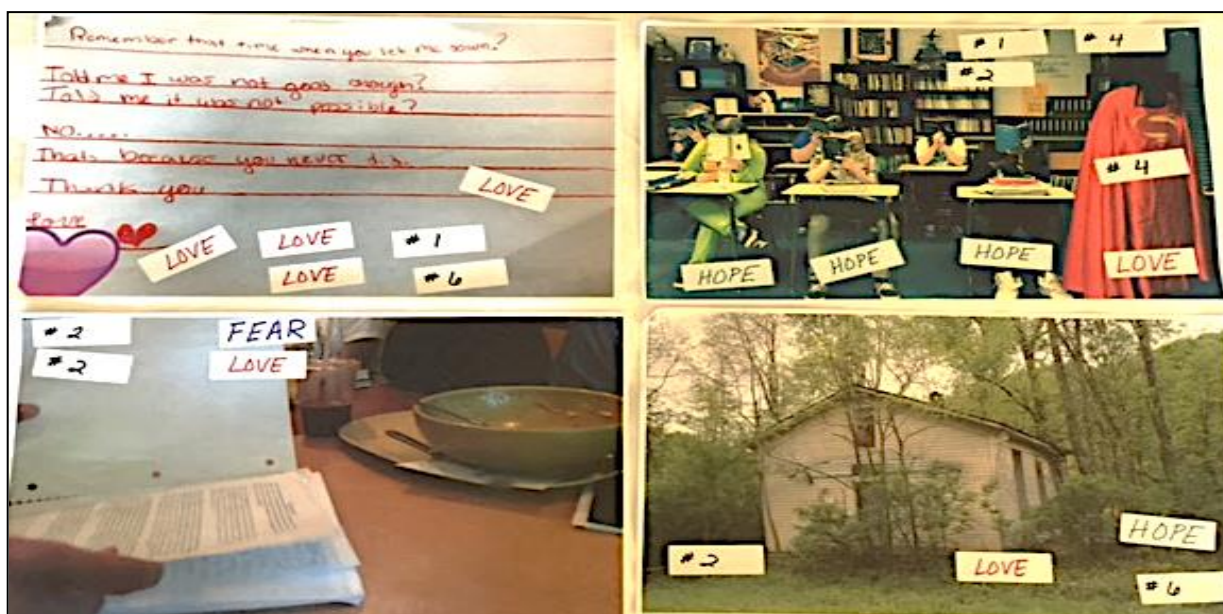 Remember that time when you let me down?
Told me I was not good enough?
Told me it was not possible?
NO.....
Thats because you never did.
Thank you
Love
LOVE
LOVE
LOVE
# 1
LOVE
# 6
# 1
# 4
# 2
# 4
HOPE
HOPE
HOPE
LOVE
# 2
FEAR
# 2
LOVE
# 2
LOVE
HOPE
# 6